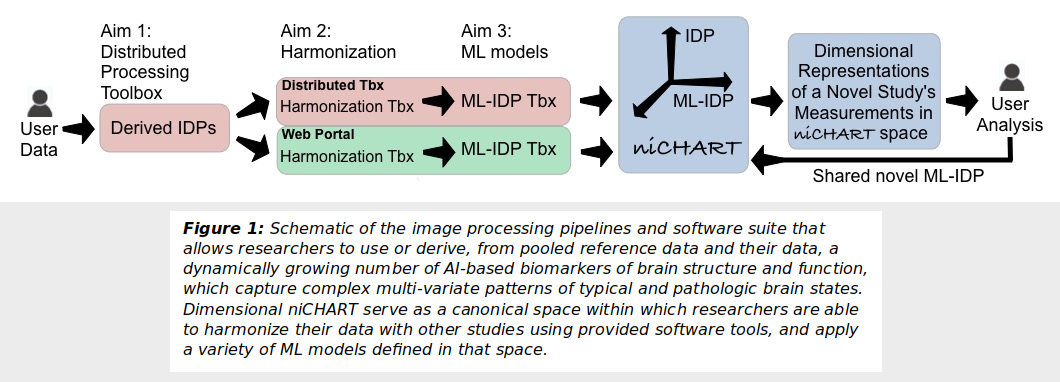 Aim 1:
Distributed
Processing
Toolbox
Aim 2:
Harmonization
Aim 3:
ML models
User
Data
Derived IDPs
Distributed Tbx
Harmonization Tbx
ML-IDP Tbx
Web Portal
Harmonization Tbx
ML-IDP Tbx
IDP
ML-IDP
niCHART
Dimensional
Representations
of a Novel Study's
Measurements in
niCHART space
User
Analysis
Shared novel ML-IDP
Figure 1: Schematic of the image processing pipelines and software suite that
allows researchers to use or derive, from pooled reference data and their data, a
dynamically growing number of AI-based biomarkers of brain structure and function,
which capture complex multi-variate patterns of typical and pathologic brain states.
Dimensional niCHART serve as a canonical space within which researchers are able
to harmonize their data with other studies using provided software tools, and apply
a variety of ML models defined in that space.